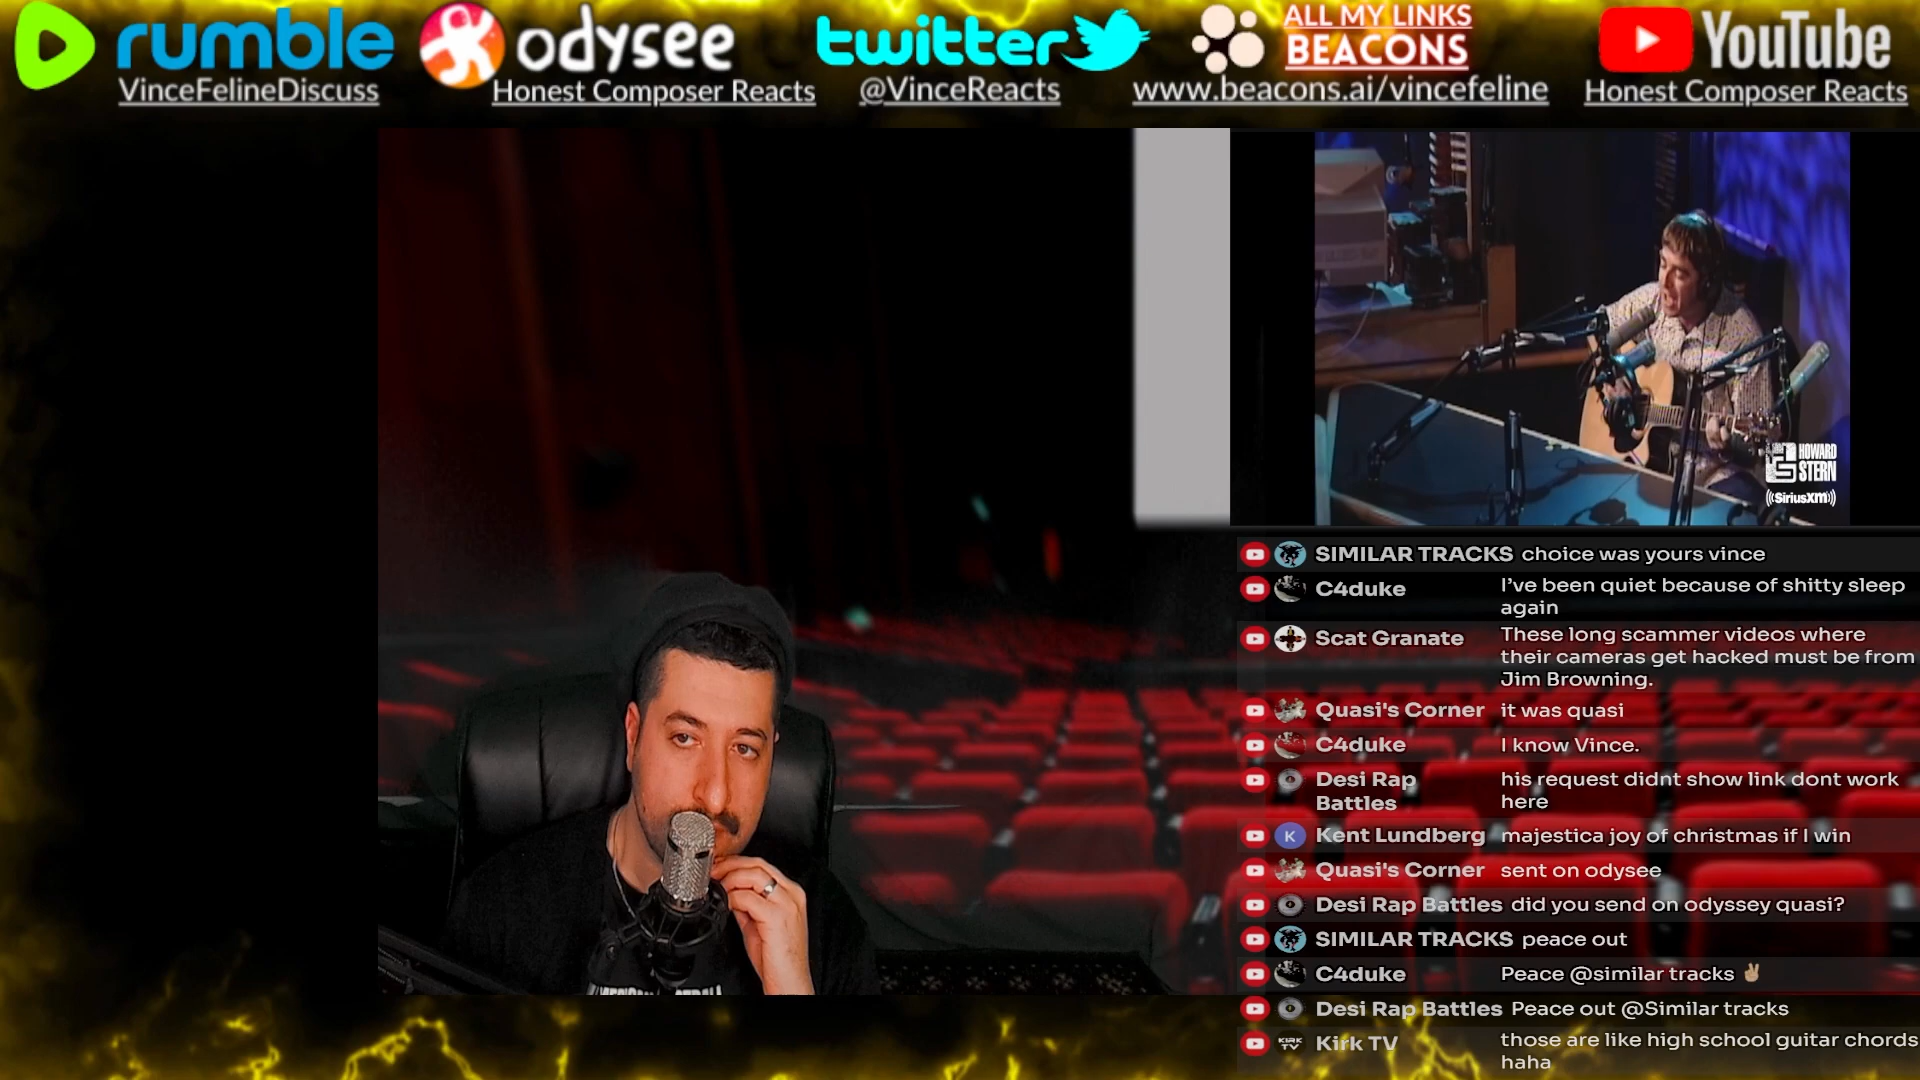 rumble
VinceFelineDiscuss
odysee
Honest Composer Reacts
twitter
@VinceReacts
ALL MY LINKS
BEACONS
www.beacons.ai/vincefeline
YouTube
Honest Composer Reacts
HOWARD
STERN
((SiriusXM))
SIMILAR TRACKS choice was yours vince
C4duke I’ve been quiet because of shitty sleep
again
Scat Granate These long scammer videos where
their cameras get hacked must be from
Jim Browning.
Quasi's Corner it was quasi
C4duke I know Vince.
Desi Rap his request didnt show link dont work
Battles here
K Kent Lundberg majestica joy of christmas if I win
Quasi's Corner sent on odysee
Desi Rap Battles did you send on odyssey quasi?
SIMILAR TRACKS peace out
C4duke Peace @similar tracks ✌🏼
Desi Rap Battles Peace out @Similar tracks
KIRK TV Kirk TV those are like high school guitar chords
haha